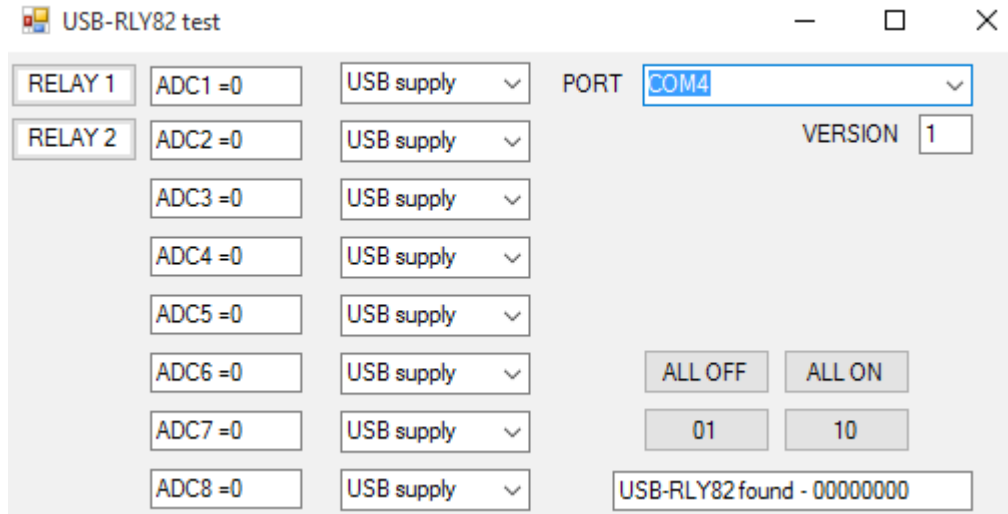 USB-RLY82 test
RELAY 1 ADC1 =0 USB supply PORT COM4
RELAY 2 ADC2 =0 USB supply VERSION 1
ADC3 =0 USB supply
ADC4 =0 USB supply
ADC5 =0 USB supply
ADC6 =0 USB supply ALL OFF ALL ON
ADC7 =0 USB supply 01 10
ADC8 =0 USB supply USB-RLY82 found - 00000000